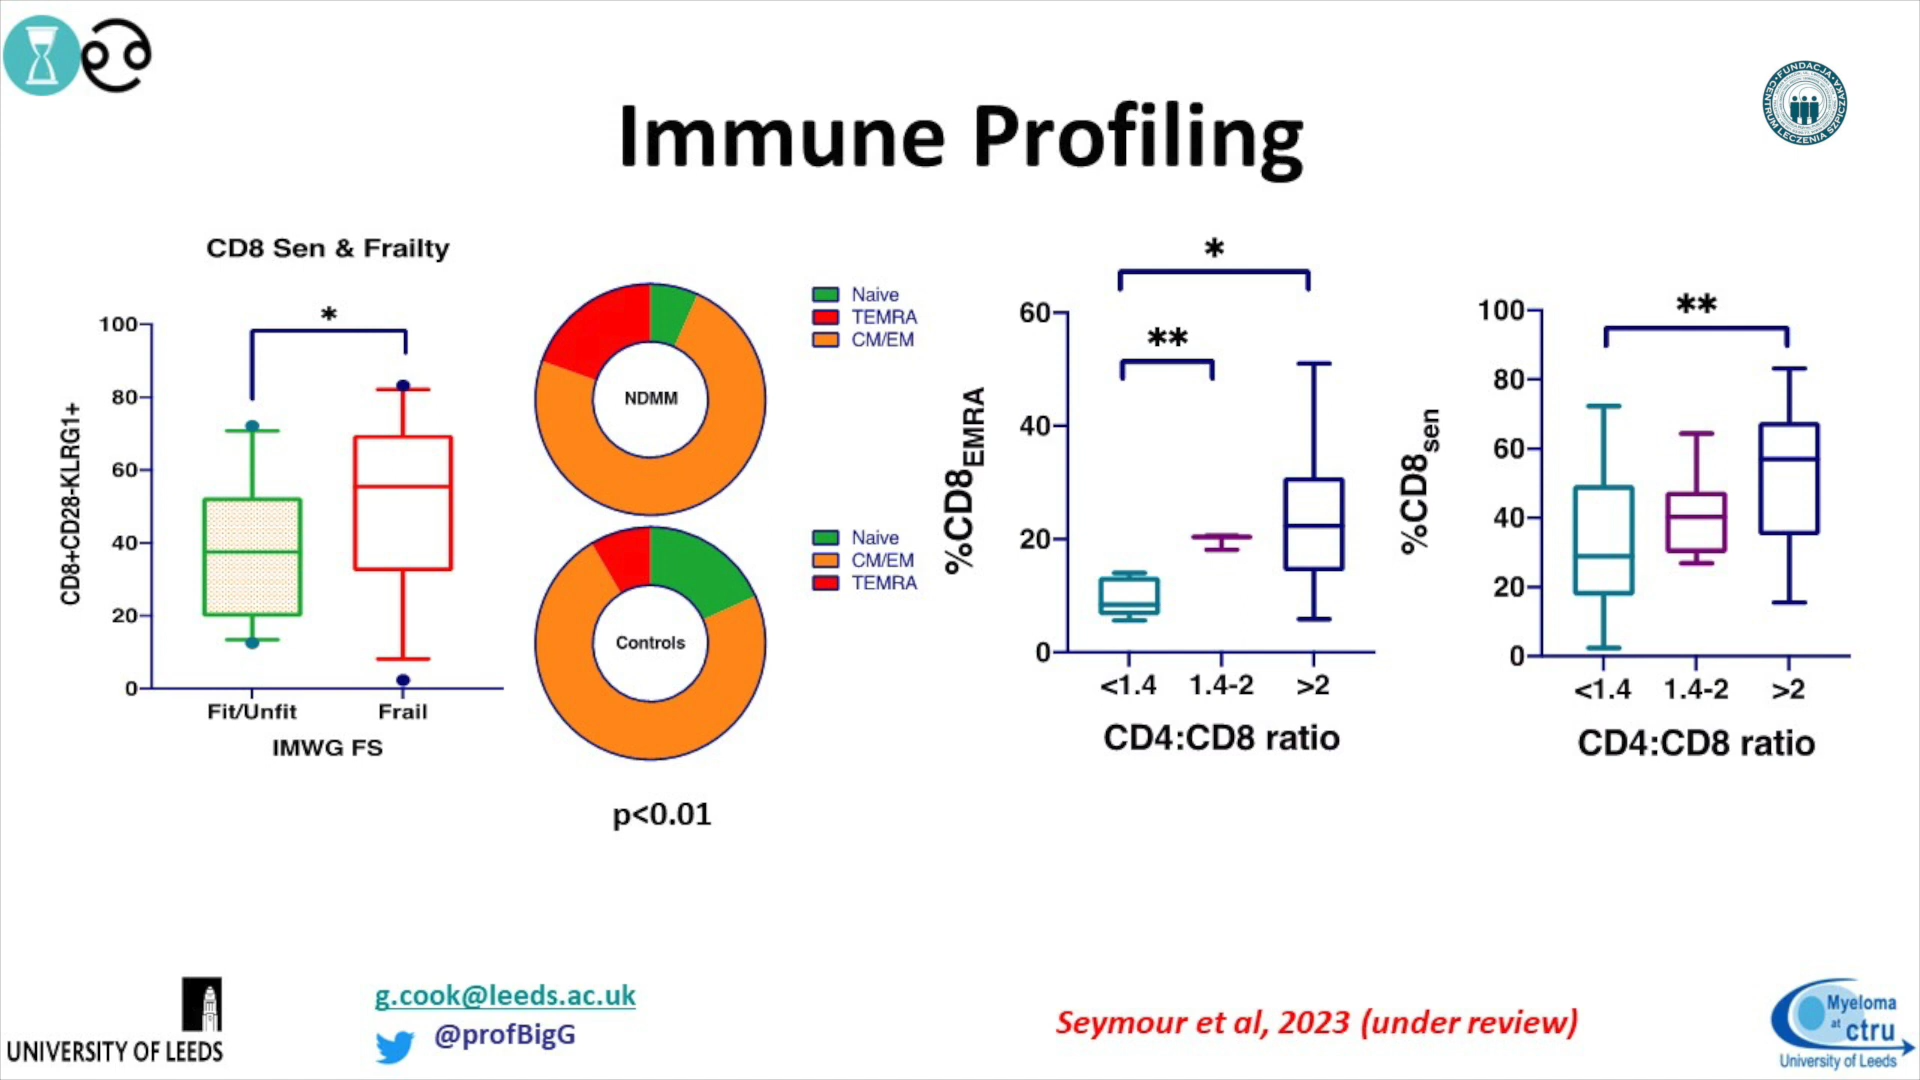 Immune Profiling
FUNDACJA
CENTRUM LECZENIA SZPICZAKA
CD8 Sen & Frailty
*
100
80
60
40
20
0
CD8+CD28-KLRG1+
Fit/Unfit
Frail
IMWG FS
NDMM
Naive
TEMRA
CM/EM
Controls
Naive
CM/EM
TEMRA
p<0.01
*
**
60
40
20
0
%CD8EMRA
<1.4 1.4-2 >2
CD4:CD8 ratio
**
100
80
60
40
20
0
%CD8sen
<1.4 1.4-2 >2
CD4:CD8 ratio
UNIVERSITY OF LEEDS
g.cook@leeds.ac.uk
@profBigG
Seymour et al, 2023 (under review)
Myeloma
at ctru
University of Leeds